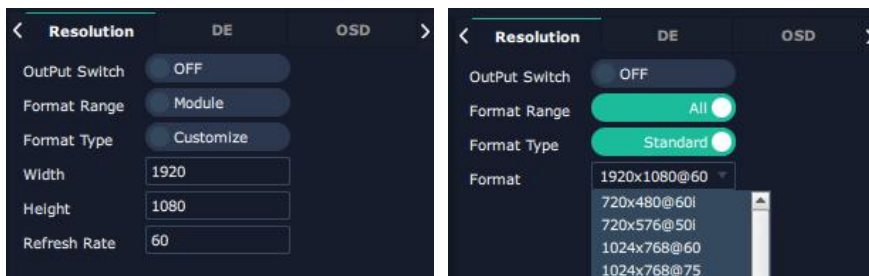 Resolution DE OSD
OutPut Switch OFF
Format Range Module
Format Type Customize
Width 1920
Height 1080
Refresh Rate 60
Resolution DE OSD
OutPut Switch OFF
Format Range All
Format Type Standard
Format 1920x1080@60
720x480@60i
720x576@50i
1024x768@60
1024x768@75